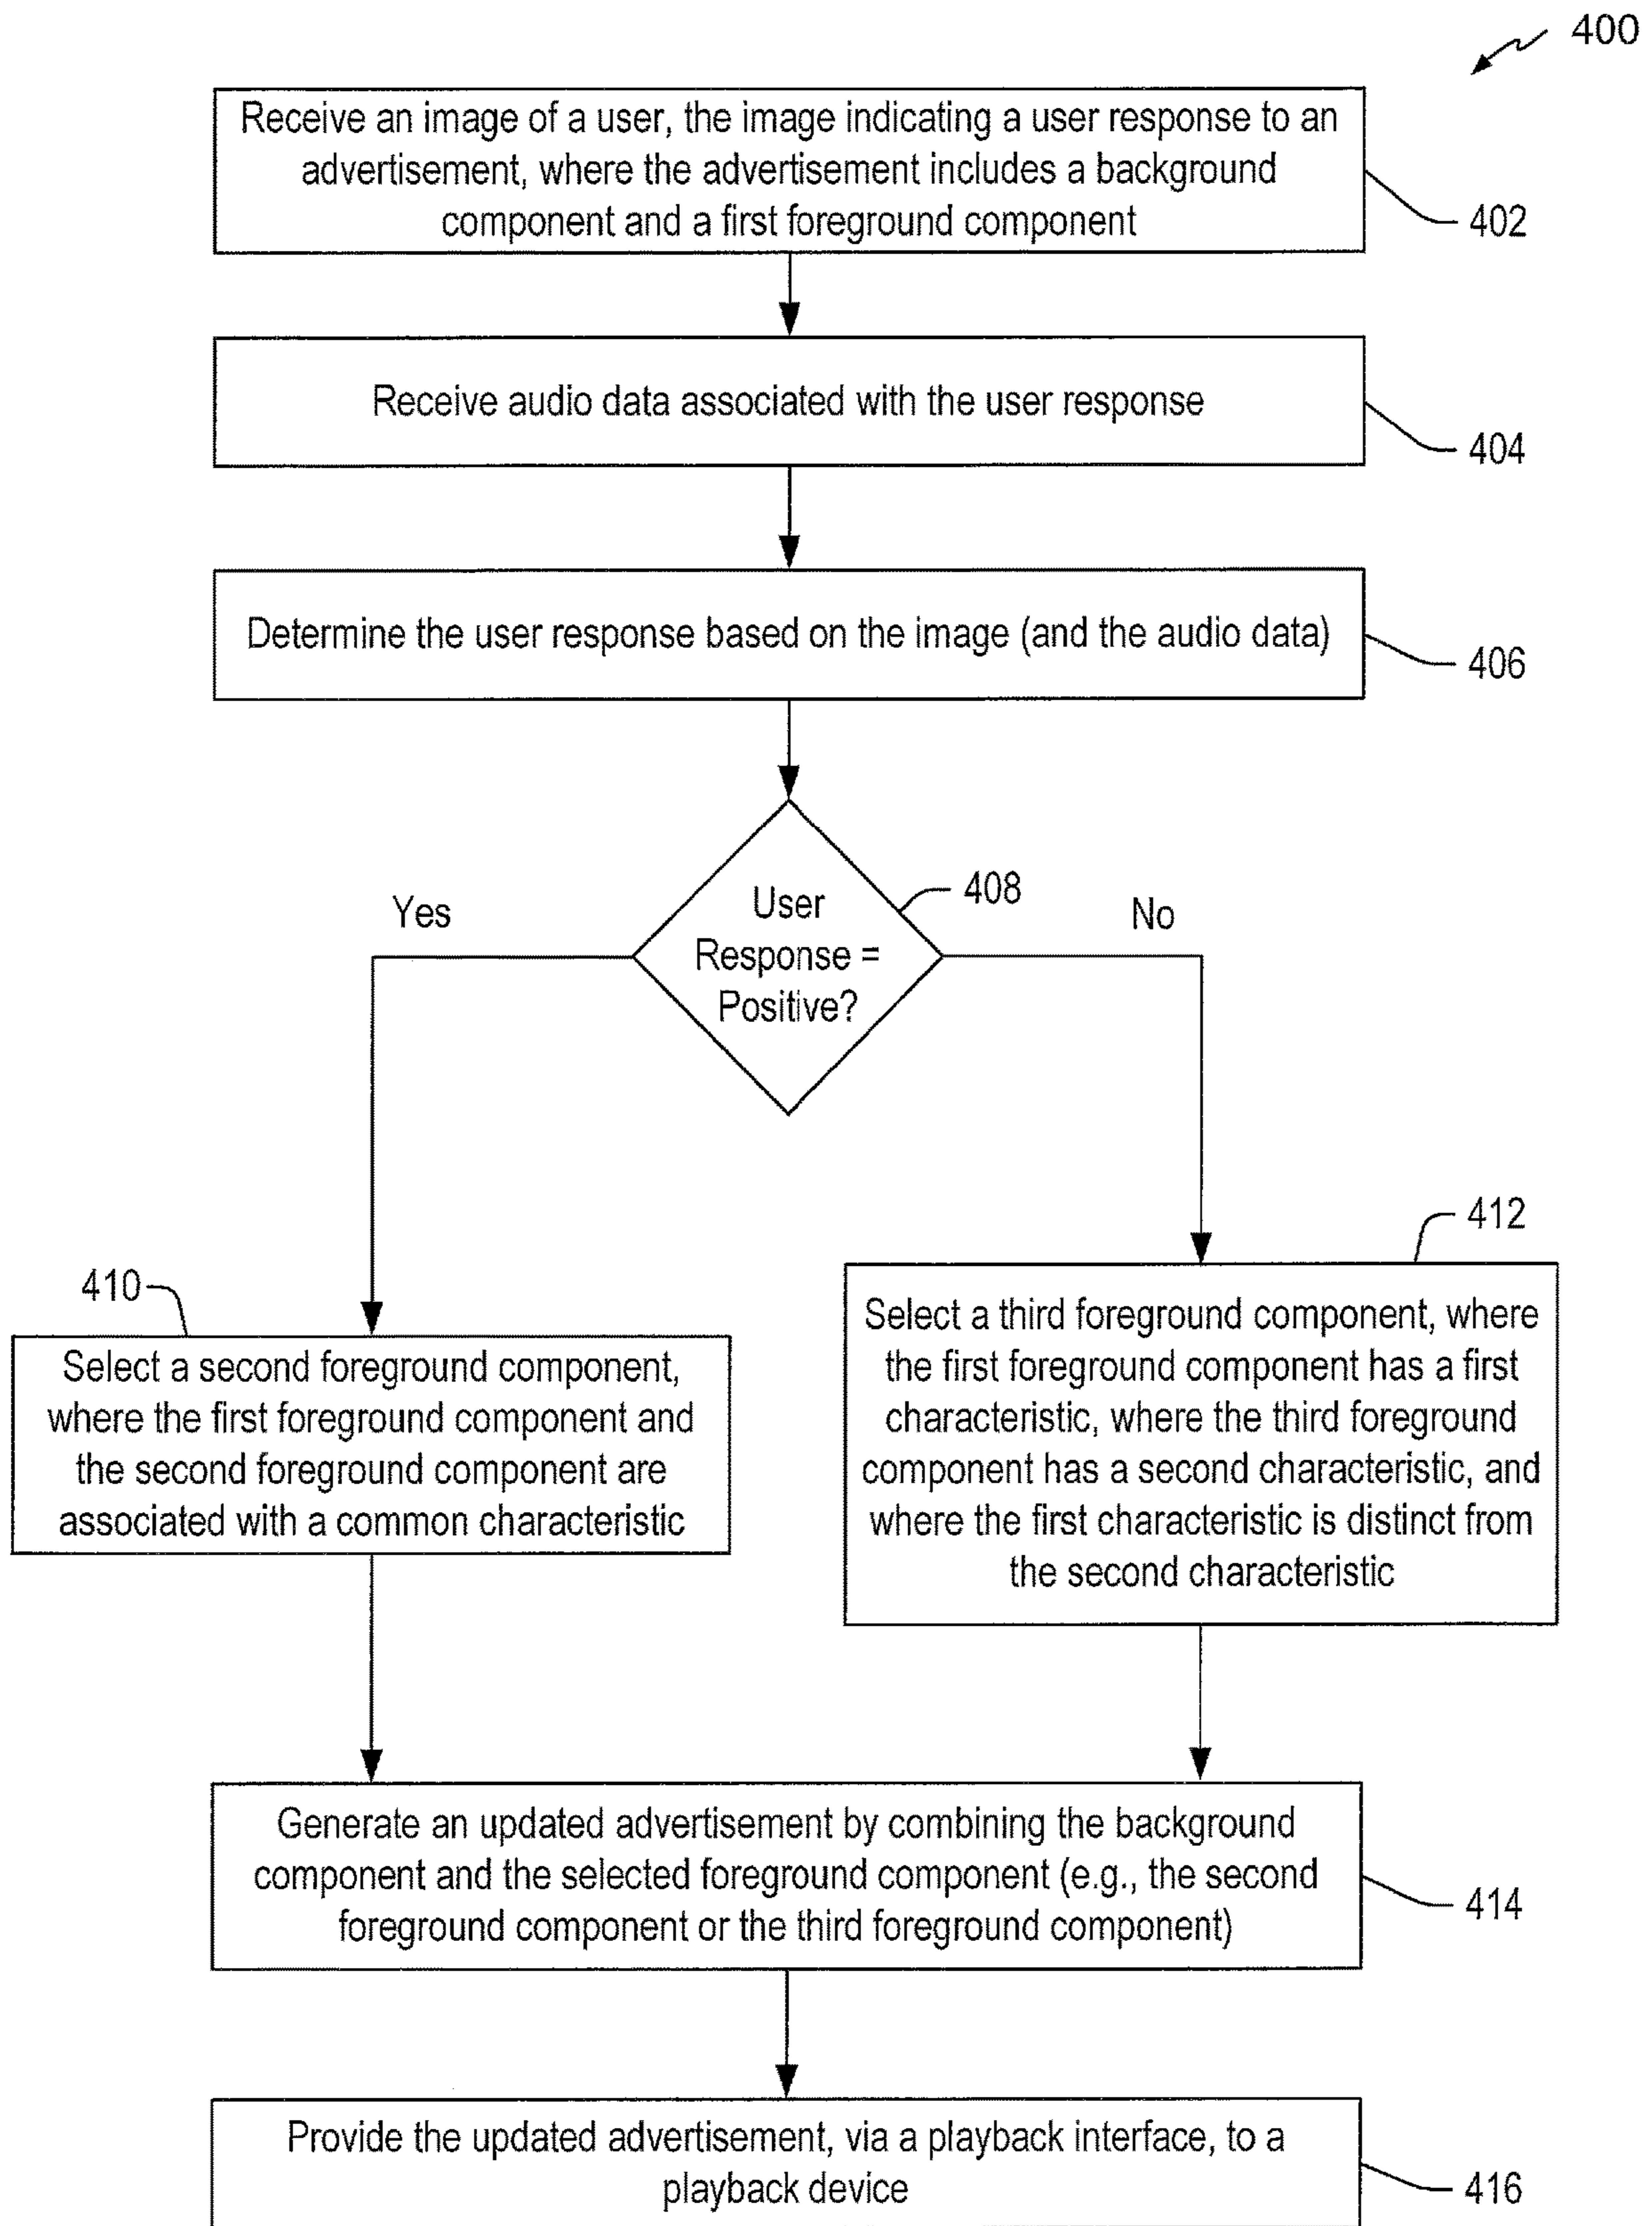 400
Receive an image of a user, the image indicating a user response to an
advertisement, where the advertisement includes a background
component and a first foreground component
402
Receive audio data associated with the user response
404
Determine the user response based on the image (and the audio data)
406
User
Response =
Positive?
408
Yes
No
410
Select a second foreground component,
where the first foreground component and
the second foreground component are
associated with a common characteristic
412
Select a third foreground component, where
the first foreground component has a first
characteristic, where the third foreground
component has a second characteristic, and
where the first characteristic is distinct from
the second characteristic
Generate an updated advertisement by combining the background
component and the selected foreground component (e.g., the second
foreground component or the third foreground component)
414
Provide the updated advertisement, via a playback interface, to a
playback device
416